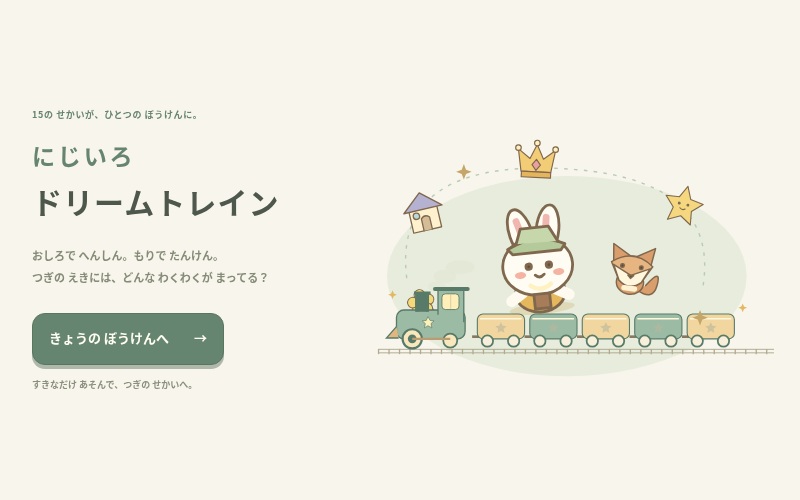 15の せかいが、ひとつの ぼうけんに。
にじいろ
ドリームトレイン
おしろで へんしん。もりで たんけん。
つぎの えきには、どんな わくわくが まってる？
きょうの ぼうけんへ →
すきなだけ あそんで、つぎの せかいへ。